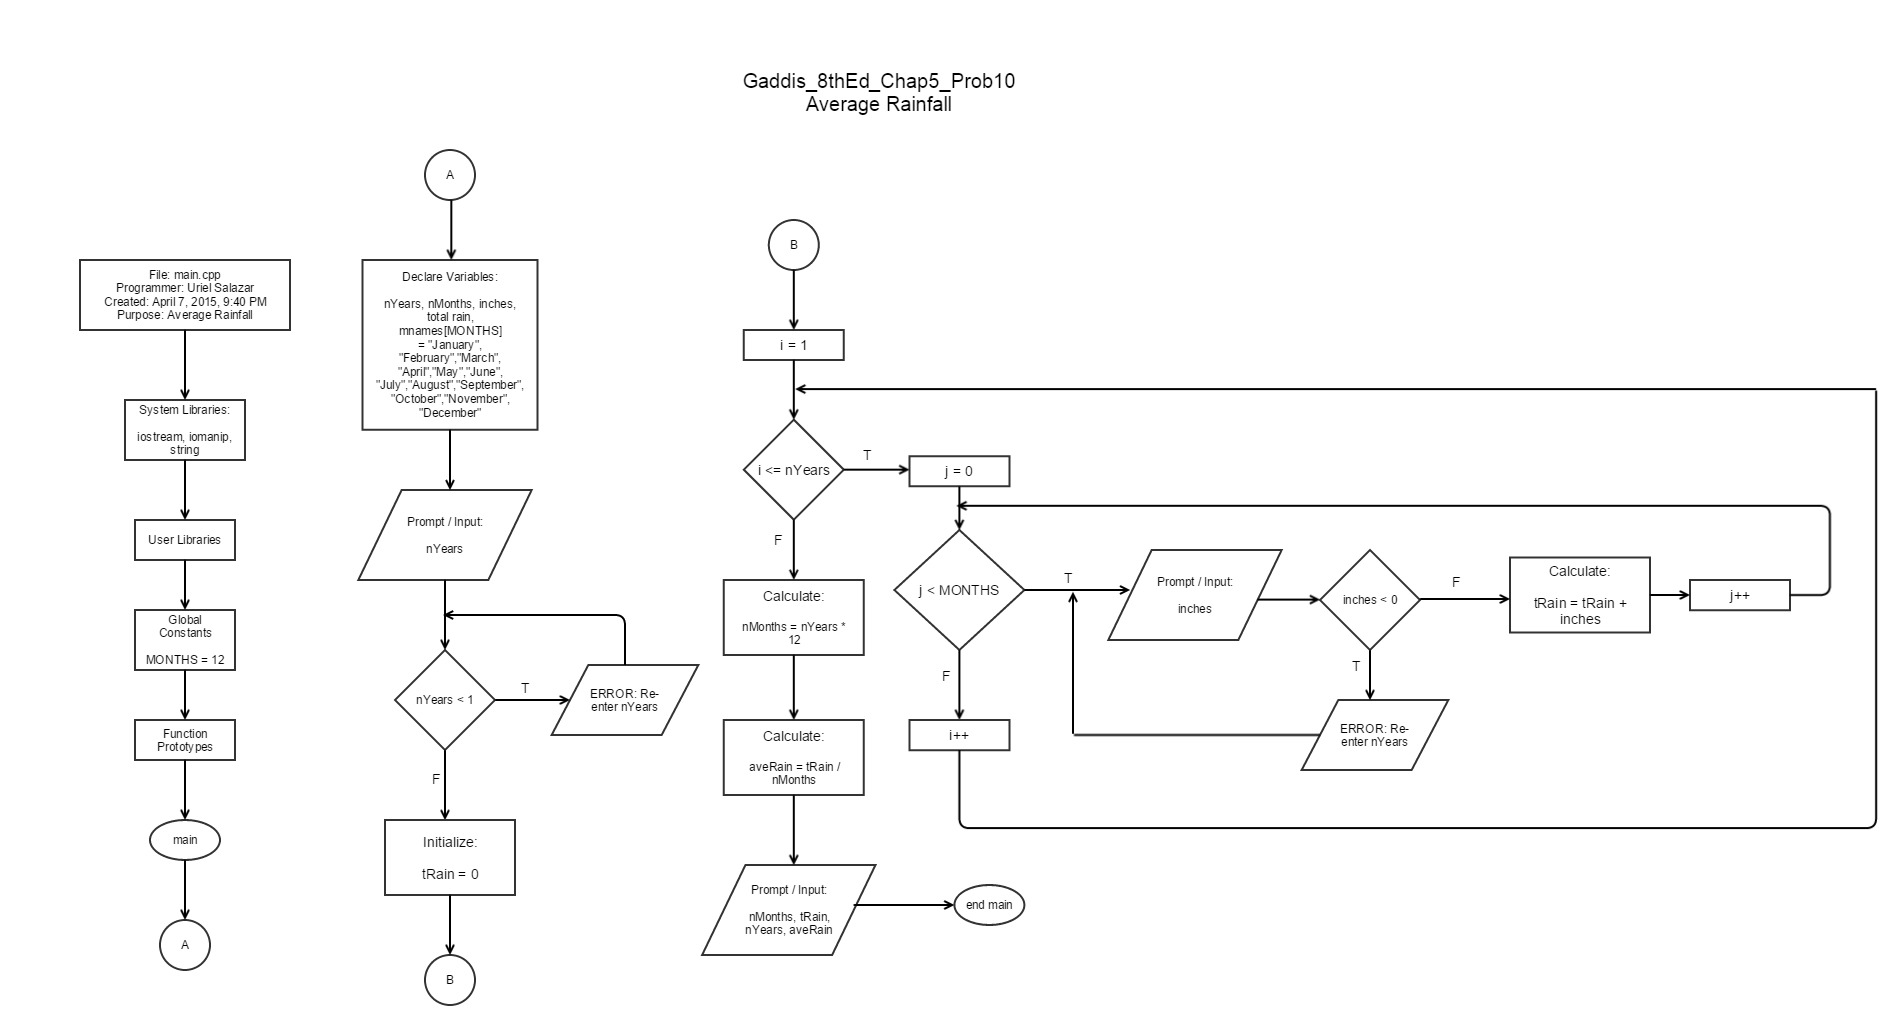 Gaddis_8thEd_Chap5_Prob10
Average Rainfall
File: main.cpp
Programmer: Uriel Salazar
Created: April 7, 2015, 9:40 PM
Purpose: Average Rainfall
System Libraries:
iostream, iomanip,
string
User Libraries
Global
Constants
MONTHS = 12
Function
Prototypes
main
A
A
Declare Variables:
nYears, nMonths, inches,
total rain,
mnames[MONTHS]
= "January",
"February","March",
"April","May","June",
"July","August","September",
"October","November",
"December"
Prompt / Input:
nYears
nYears < 1
T
ERROR: Re-
enter nYears
F
Initialize:
tRain = 0
B
B
i = 1
i <= nYears
T
j = 0
F
Calculate:
nMonths = nYears *
12
Calculate:
aveRain = tRain /
nMonths
Prompt / Input:
nMonths, tRain,
nYears, aveRain
end main
j < MONTHS
T
Prompt / Input:
inches
inches < 0
F
Calculate:
tRain = tRain +
inches
j++
T
ERROR: Re-
enter nYears
F
i++